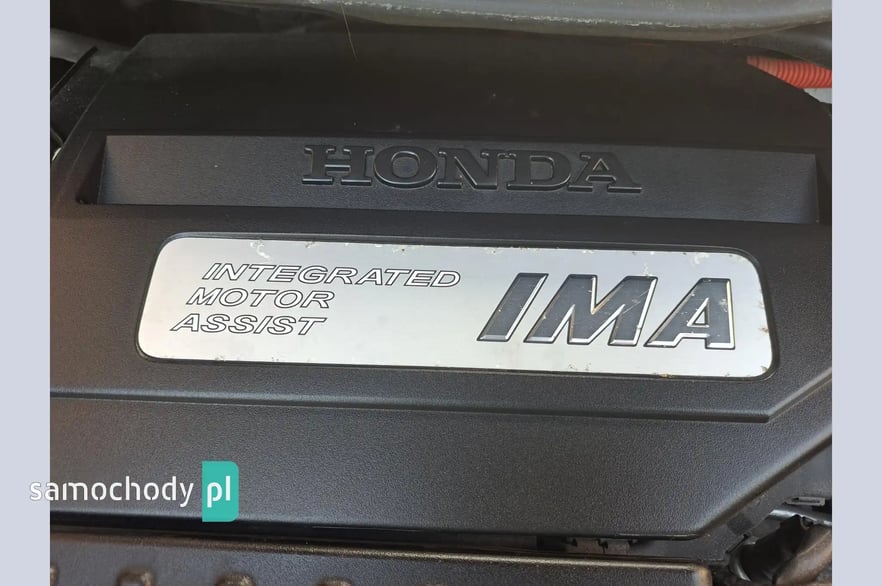 HONDA
INTEGRATED
MOTOR
ASSIST
IMA
samochody pl